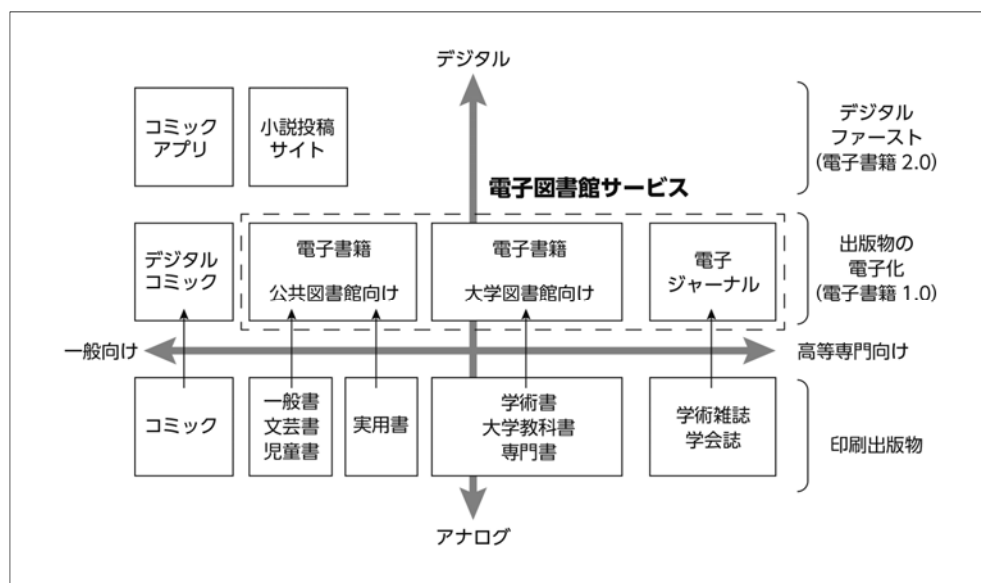 デジタル
コミック
アプリ
小説投稿
サイト
デジタル
ファースト
(電子書籍 2.0)
電子図書館サービス
デジタル
コミック
電子書籍
公共図書館向け
電子書籍
大学図書館向け
電子
ジャーナル
出版物の
電子化
(電子書籍 1.0)
一般向け
高等専門向け
コミック
一般書
文芸書
児童書
実用書
学術書
大学教科書
専門書
学術雑誌
学会誌
印刷出版物
アナログ